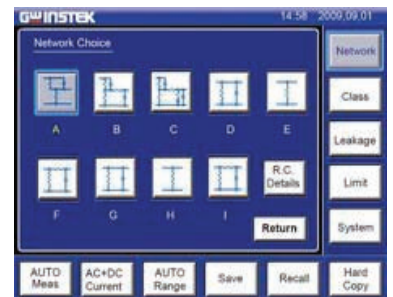 GWINSTEK 14:58 2009.09.01
Network Choice
Network
A B C D E
Class
Leakage
R.C. Details
Limit
F G H I
Return
System
AUTO Meas
AC+DC Current
AUTO Range
Save
Recall
Hard Copy